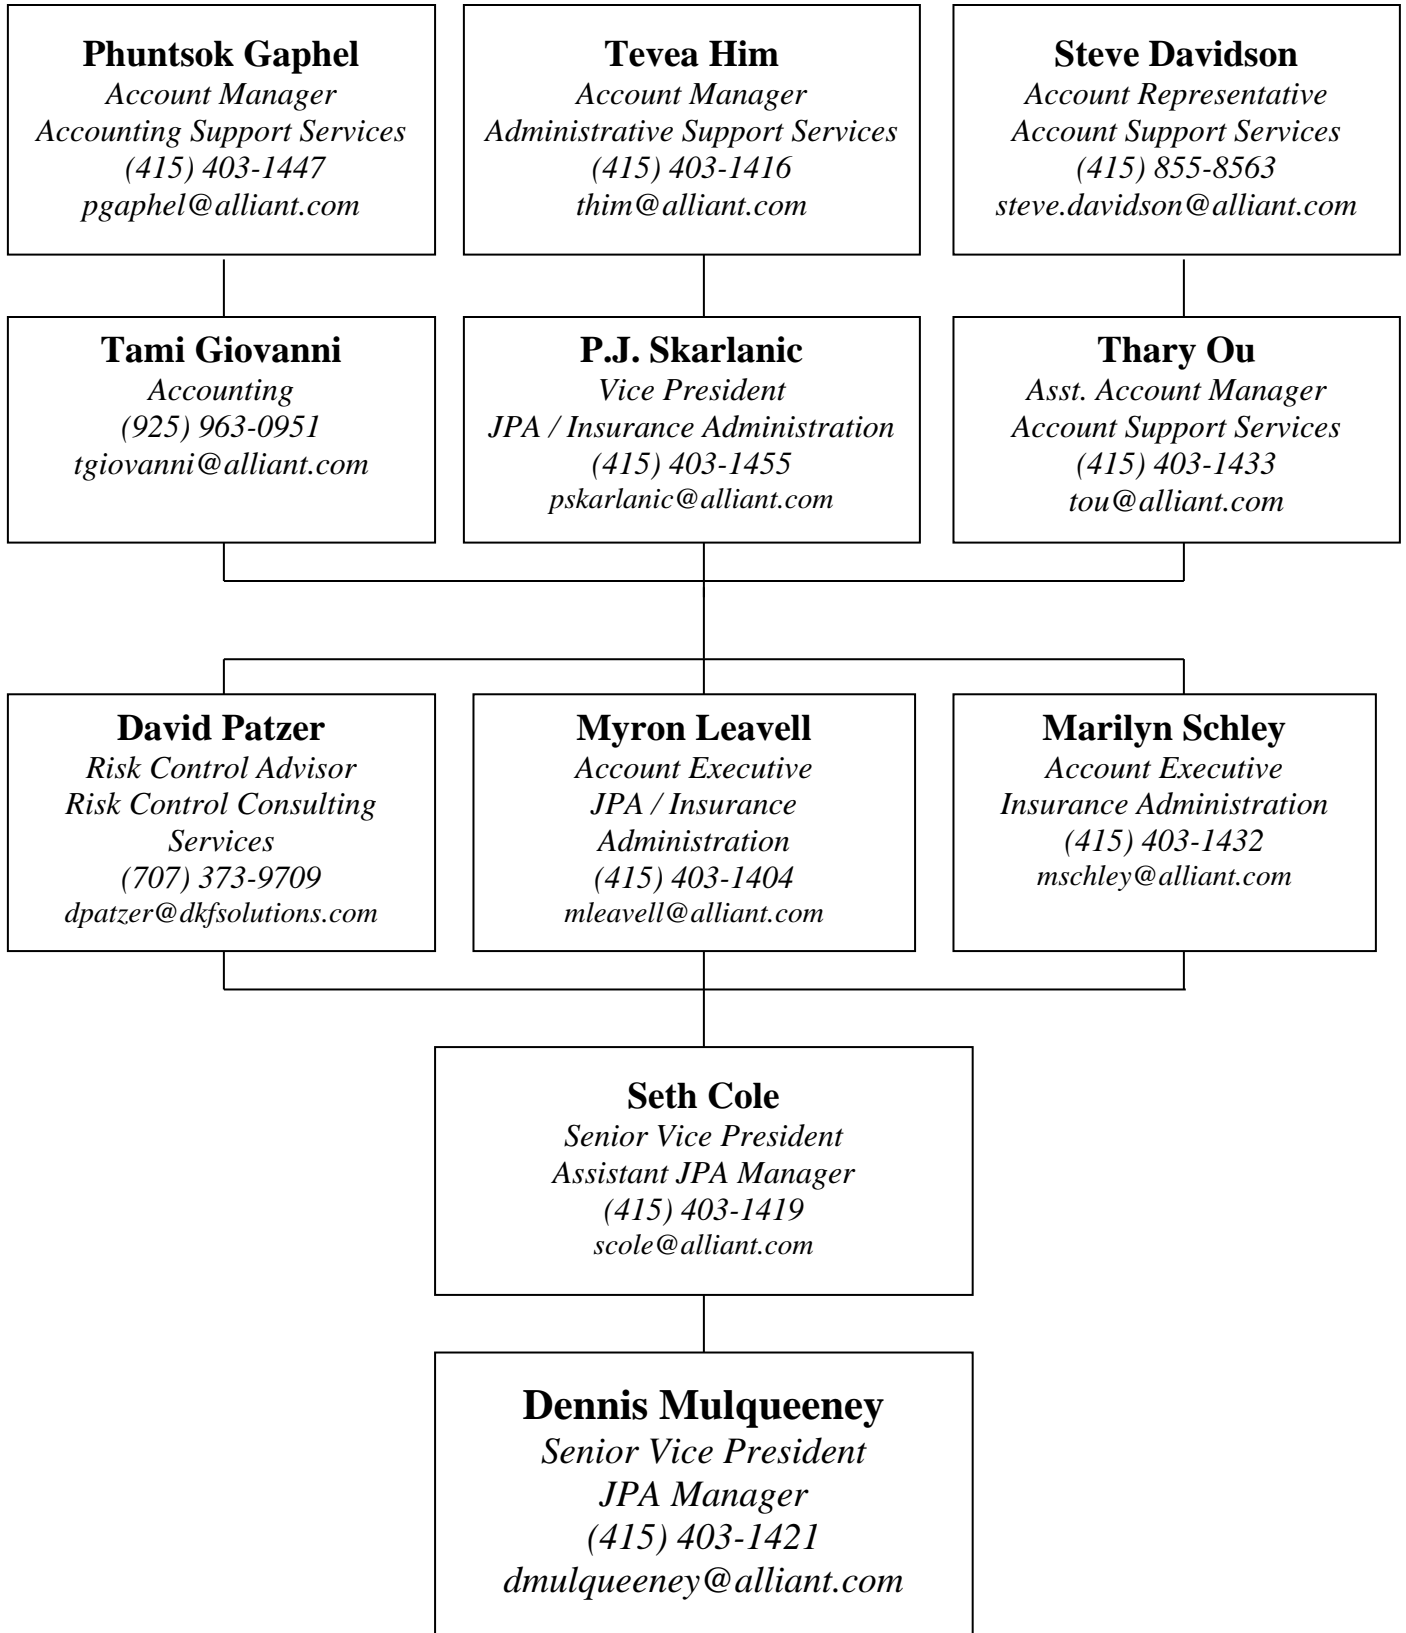 Phuntsok Gaphel
Account Manager
Accounting Support Services
(415) 403-1447
pgaphel@alliant.com
Tevea Him
Account Manager
Administrative Support Services
(415) 403-1416
thim@alliant.com
Steve Davidson
Account Representative
Account Support Services
(415) 855-8563
steve.davidson@alliant.com
Tami Giovanni
Accounting
(925) 963-0951
tgiovanni@alliant.com
P.J. Skarlanic
Vice President
JPA / Insurance Administration
(415) 403-1455
pskarlanic@alliant.com
Thary Ou
Asst. Account Manager
Account Support Services
(415) 403-1433
tou@alliant.com
David Patzer
Risk Control Advisor
Risk Control Consulting
Services
(707) 373-9709
dpatzer@dkfsolutions.com
Myron Leavell
Account Executive
JPA / Insurance
Administration
(415) 403-1404
mleavell@alliant.com
Marilyn Schley
Account Executive
Insurance Administration
(415) 403-1432
mschley@alliant.com
Seth Cole
Senior Vice President
Assistant JPA Manager
(415) 403-1419
scole@alliant.com
Dennis Mulqueeney
Senior Vice President
JPA Manager
(415) 403-1421
dmulqueeney@alliant.com